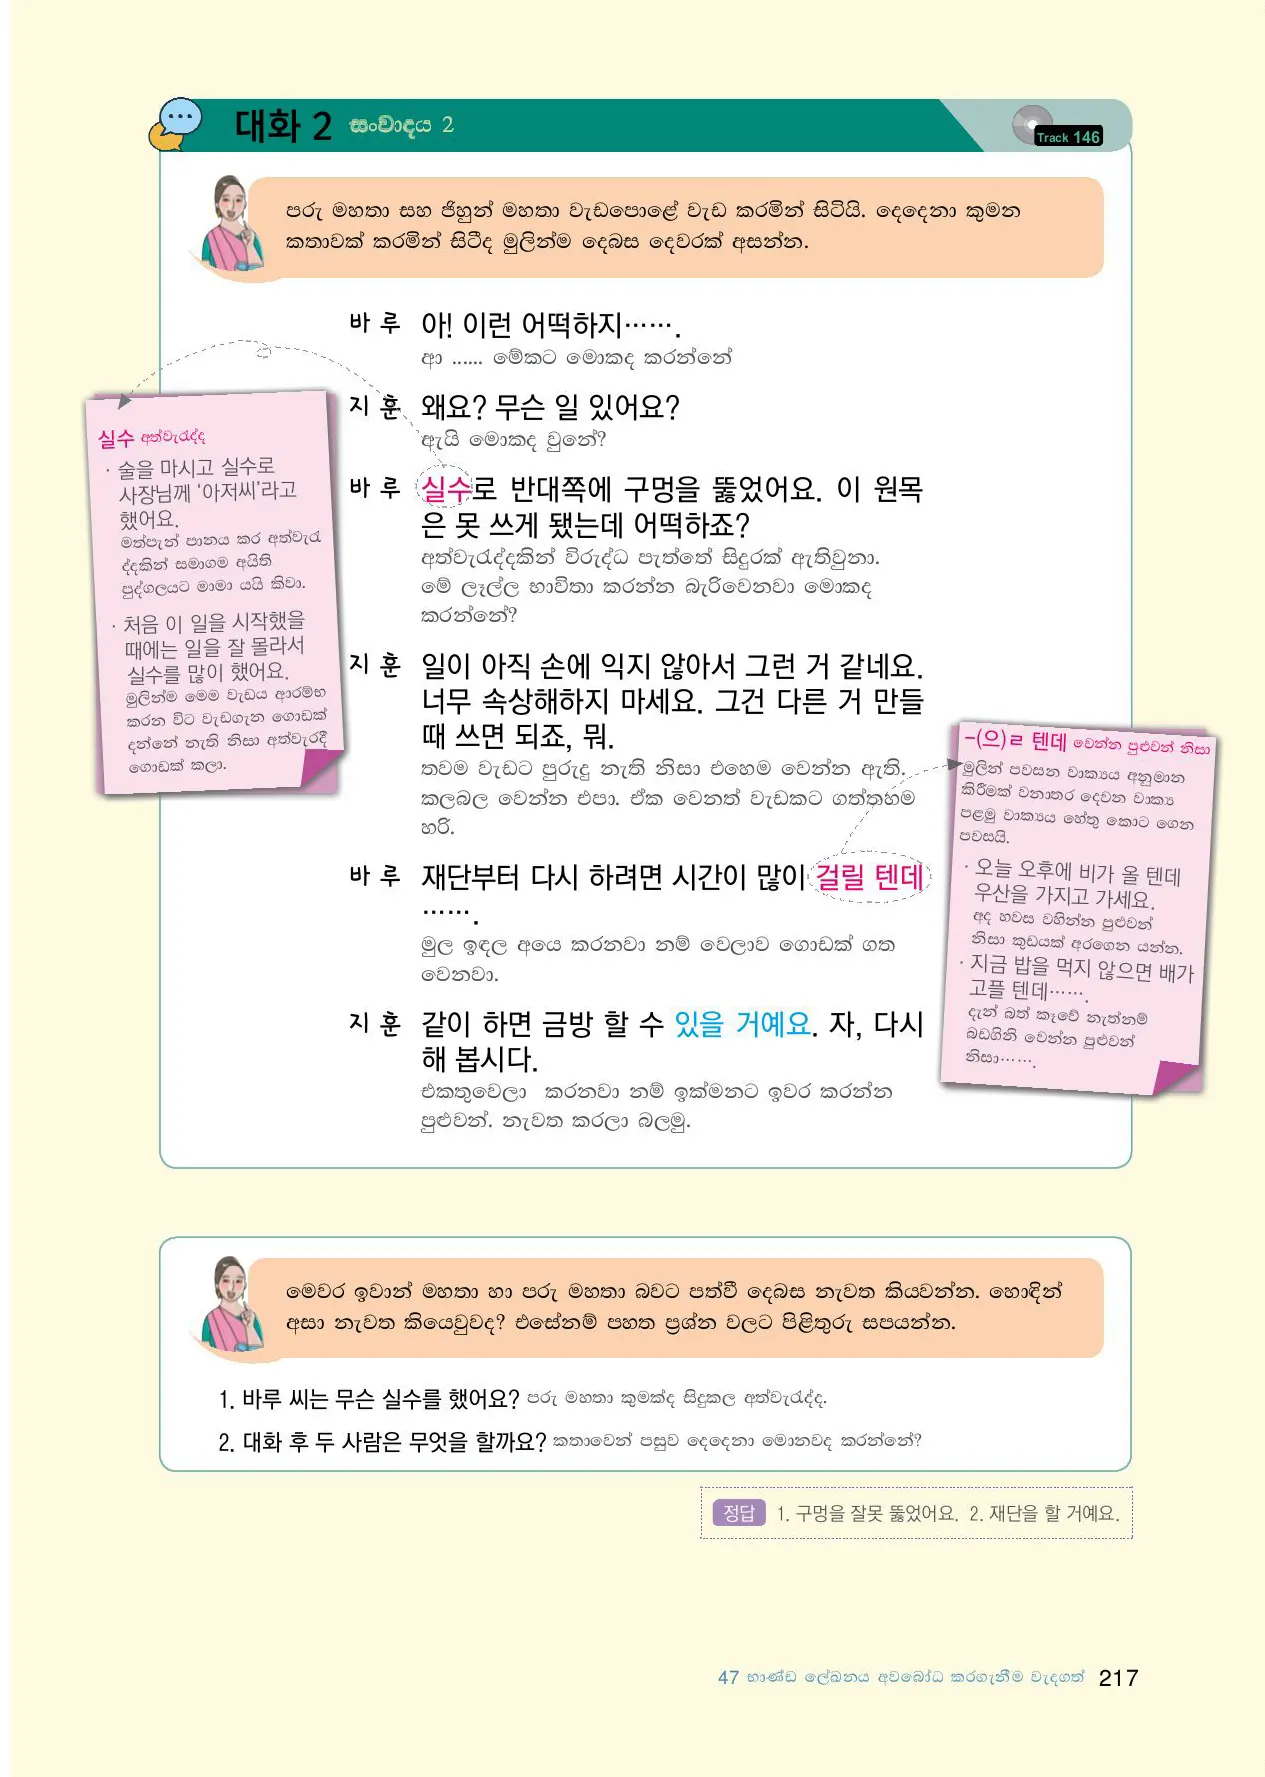 대화 2 සංවාදය 2
Track 146
පරු මහතා සහ ජිහුන් මහතා වැඩපොළේ වැඩ කරමින් සිටියි. දෙදෙනා කුමන
කතාවක් කරමින් සිටීද මුලින්ම දෙබස දෙවරක් අසන්න.
바 루 아! 이런 어떡하지…….
ආ ...... මේකට මොකද කරන්නේ
지 훈 왜요? 무슨 일 있어요?
ඇයි මොකද වුනේ?
바 루 실수로 반대쪽에 구멍을 뚫었어요. 이 원목
은 못 쓰게 됐는데 어떡하죠?
අත්වැරැද්දකින් විරුද්ධ පැත්තේ සිදුරක් ඇතිවුනා.
මේ ලෑල්ල භාවිතා කරන්න බැරිවෙනවා මොකද
කරන්නේ?
지 훈 일이 아직 손에 익지 않아서 그런 거 같네요.
너무 속상해하지 마세요. 그건 다른 거 만들
때 쓰면 되죠, 뭐.
තවම වැඩට පුරුදු නැති නිසා එහෙම වෙන්න ඇති.
කලබල වෙන්න එපා. ඒක වෙනත් වැඩකට ගත්තහම
හරි.
바 루 재단부터 다시 하려면 시간이 많이 걸릴 텐데
…….
මුල ඉඳල අයෙ කරනවා නම් වෙලාව ගොඩක් ගත
වෙනවා.
지 훈 같이 하면 금방 할 수 있을 거예요. 자, 다시
해 봅시다.
එකතුවෙලා කරනවා නම් ඉක්මනට ඉවර කරන්න
පුළුවන්. නැවත කරලා බලමු.
실수 අත්වැරැද්ද
· 술을 마시고 실수로
사장님께 ‘아저씨’라고
했어요.
මත්පැන් පානය කර අත්වැරැ
ද්දකින් සමාගම අයිති
පුද්ගලයට මාමා යයි කිවා.
· 처음 이 일을 시작했을
때에는 일을 잘 몰라서
실수를 많이 했어요.
මුලින්ම මෙම වැඩය ආරම්භ
කරන විට වැඩගැන ගොඩක්
දන්නේ නැති නිසා අත්වැරදී
ගොඩක් කලා.
-(으)ㄹ 텐데 වෙන්න පුළුවන් නිසා
මුලින් පවසන වාක්‍යය අනුමාන
කිරීමක් වනාතර දෙවන වාක්‍ය
පළමු වාක්‍යය හේතු කොට ගෙන
පවසයි.
· 오늘 오후에 비가 올 텐데
우산을 가지고 가세요.
අද හවස වහින්න පුළුවන්
නිසා කුඩයක් අරගෙන යන්න.
· 지금 밥을 먹지 않으면 배가
고플 텐데…….
දැන් බත් කෑවේ නැත්නම්
බඩගිනි වෙන්න පුළුවන්
නිසා…….
මෙවර ඉවාන් මහතා හා පරු මහතා බවට පත්වී දෙබස නැවත කියවන්න. හොඳින්
අසා නැවත කියෙවුවද? එසේනම් පහත ප්‍රශ්න වලට පිළිතුරු සපයන්න.
1. 바루 씨는 무슨 실수를 했어요? පරු මහතා කුමක්ද සිදුකල අත්වැරැද්ද.
2. 대화 후 두 사람은 무엇을 할까요? කතාවෙන් පසුව දෙදෙනා මොනවද කරන්නේ?
정답 1. 구멍을 잘못 뚫었어요. 2. 재단을 할 거예요.
47 භාණ්ඩ ලේඛනය අවබෝධ කරගැනීම වැදගත් 217